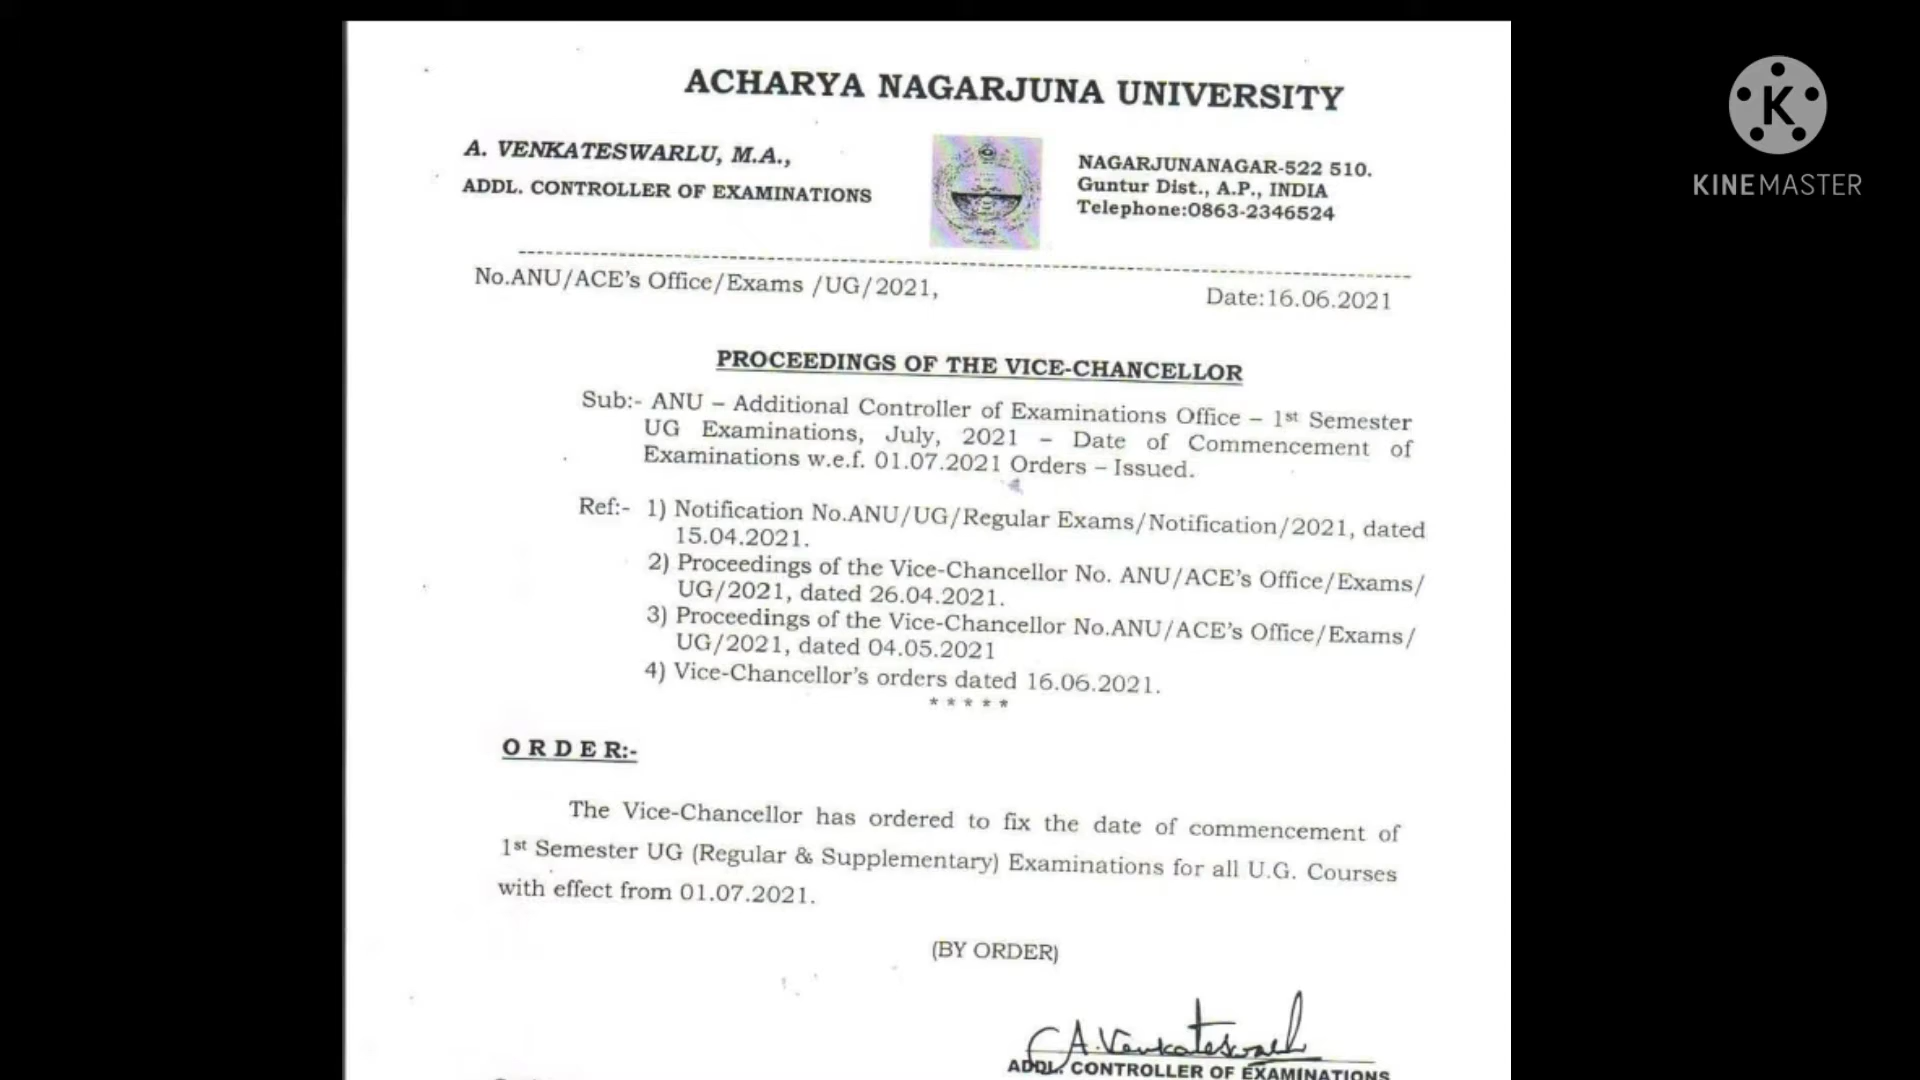 ACHARYA NAGARJUNA UNIVERSITY
A. VENKATESWARLU, M.A.,
ADDL. CONTROLLER OF EXAMINATIONS
NAGARJUNANAGAR-522 510.
Guntur Dist., A.P., INDIA
Telephone:0863-2346524
K
KINEMASTER
No.ANU/ACE's Office/Exams /UG/2021,
Date:16.06.2021
PROCEEDINGS OF THE VICE-CHANCELLOR
Sub:- ANU – Additional Controller of Examinations Office – 1st Semester
UG Examinations, July, 2021 – Date of Commencement of
Examinations w.e.f. 01.07.2021 Orders – Issued.
Ref:- 1) Notification No.ANU/UG/Regular Exams/Notification/2021, dated
15.04.2021.
2) Proceedings of the Vice-Chancellor No. ANU/ACE's Office/Exams/
UG/2021, dated 26.04.2021.
3) Proceedings of the Vice-Chancellor No.ANU/ACE's Office/Exams/
UG/2021, dated 04.05.2021
4) Vice-Chancellor's orders dated 16.06.2021.
* * * * *
O R D E R:-
The Vice-Chancellor has ordered to fix the date of commencement of
1st Semester UG (Regular & Supplementary) Examinations for all U.G. Courses
with effect from 01.07.2021.
(BY ORDER)
A. Venkateswarlu
ADDL. CONTROLLER OF EXAMINATIONS